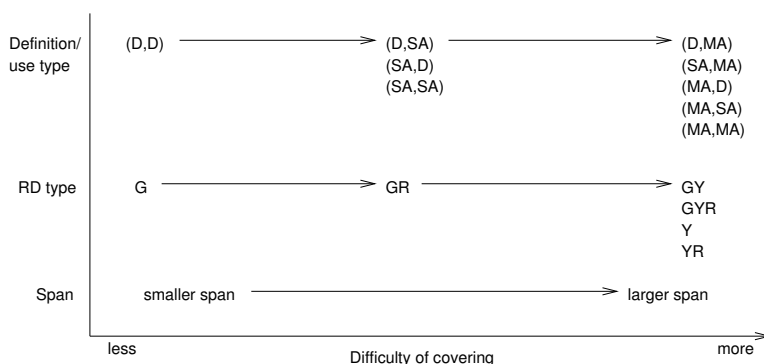 Definition/ (D,D) (D,SA) (D,MA)
use type (SA,D) (SA,MA)
(SA,SA) (MA,D)
(MA,SA)
(MA,MA)
RD type G GR GY
GYR
Y
YR
Span smaller span larger span
less more
Difficulty of covering